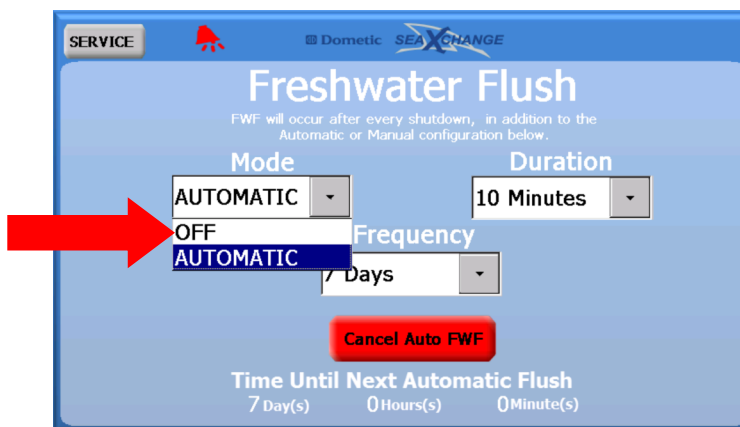 SERVICE
Dometic SEAXCHANGE
Freshwater Flush
FWF will occur after every shutdown, in addition to the
Automatic or Manual configuration below.
Mode Duration
AUTOMATIC 10 Minutes
OFF
Frequency
AUTOMATIC
7 Days
Cancel Auto FWF
Time Until Next Automatic Flush
7 Day(s) 0 Hours(s) 0 Minute(s)